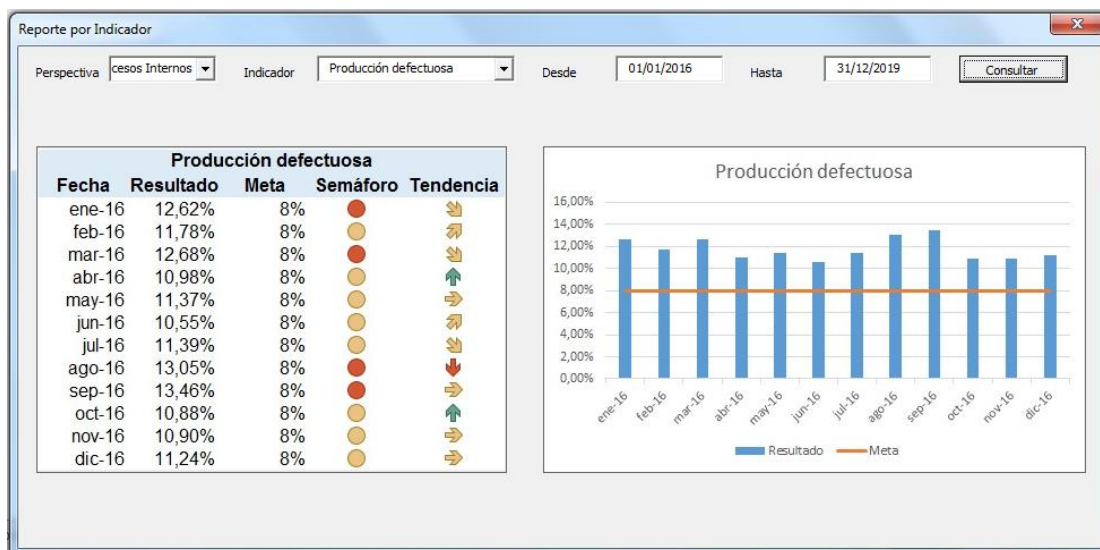 Reporte por Indicador
Perspectiva cesos Internos Indicador Producción defectuosa Desde 01/01/2016 Hasta 31/12/2019 Consultar
Producción defectuosa
Fecha Resultado Meta Semáforo Tendencia
ene-16 12,62% 8%
feb-16 11,78% 8%
mar-16 12,68% 8%
abr-16 10,98% 8%
may-16 11,37% 8%
jun-16 10,55% 8%
jul-16 11,39% 8%
ago-16 13,05% 8%
sep-16 13,46% 8%
oct-16 10,88% 8%
nov-16 10,90% 8%
dic-16 11,24% 8%
Producción defectuosa
16,00%
14,00%
12,00%
10,00%
8,00%
6,00%
4,00%
2,00%
0,00%
ene-16 feb-16 mar-16 abr-16 may-16 jun-16 jul-16 ago-16 sep-16 oct-16 nov-16 dic-16
Resultado Meta